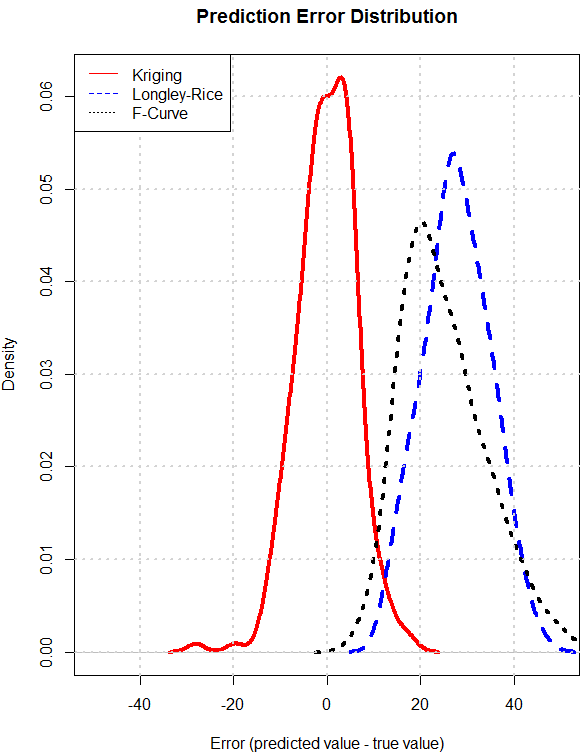 Prediction Error Distribution
Kriging
Longley-Rice
F-Curve
0.06
0.05
0.04
0.03
0.02
0.01
0.00
Density
-40 -20 0 20 40
Error (predicted value - true value)